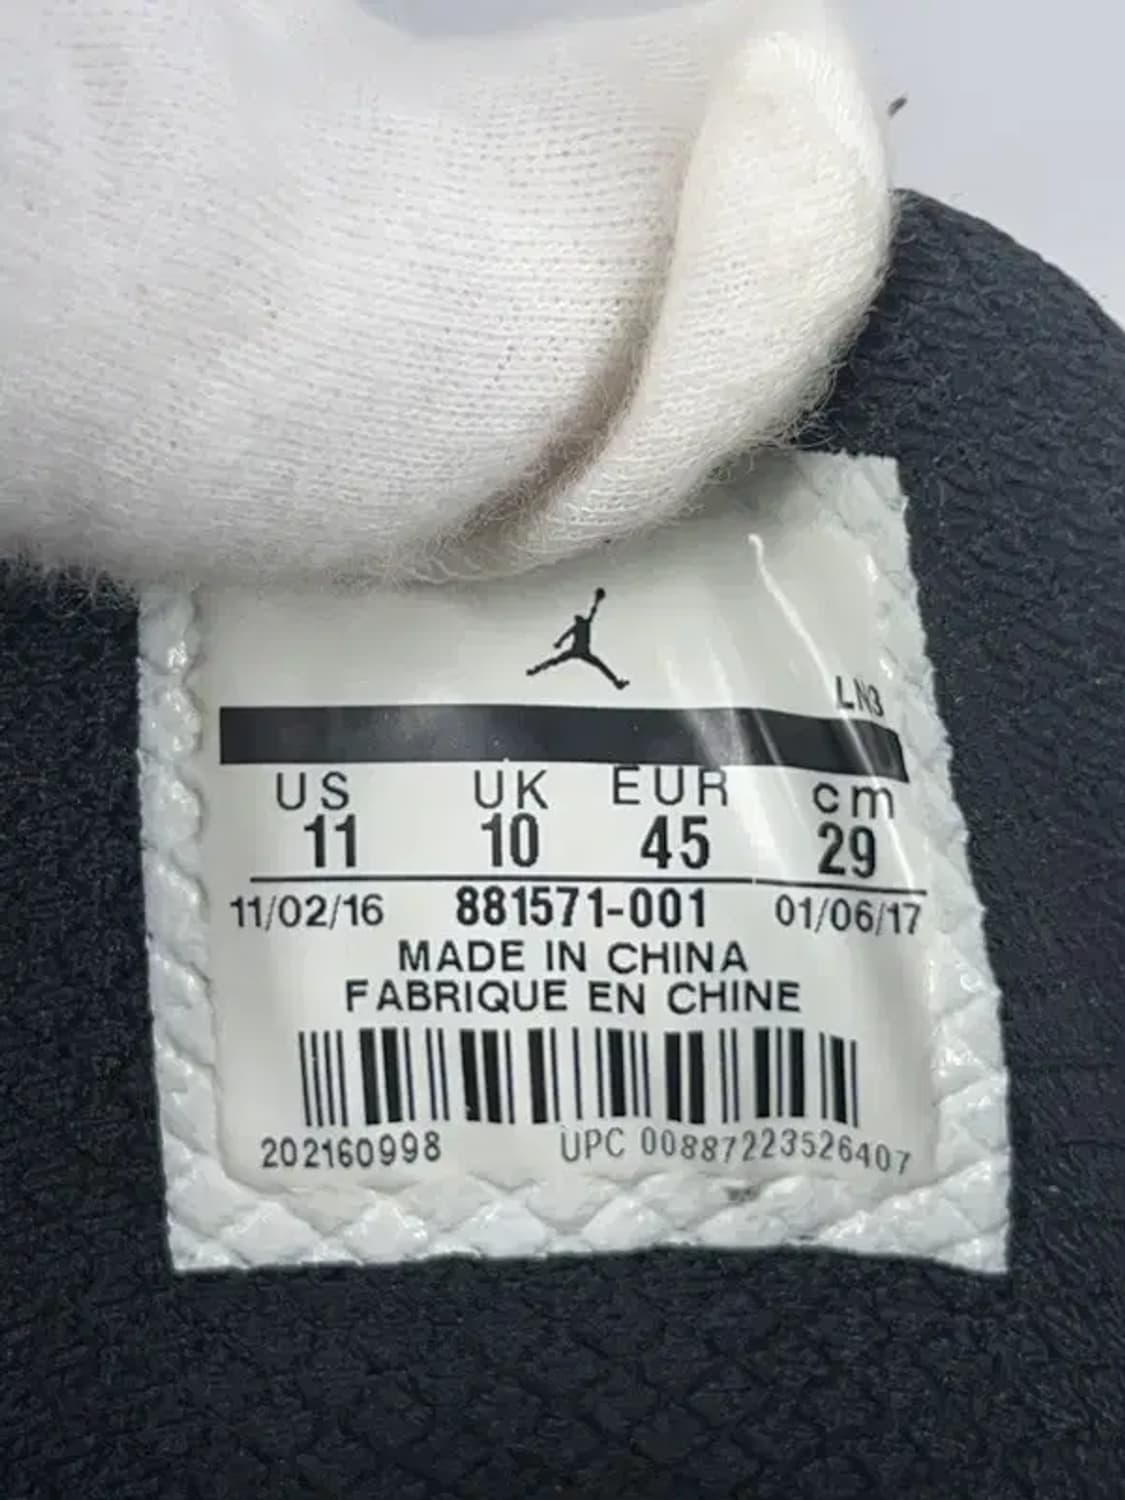 LN3
US UK EUR cm
11 10 45 29
11/02/16 881571-001 01/06/17
MADE IN CHINA
FABRIQUE EN CHINE
202160998 UPC 00887223526407